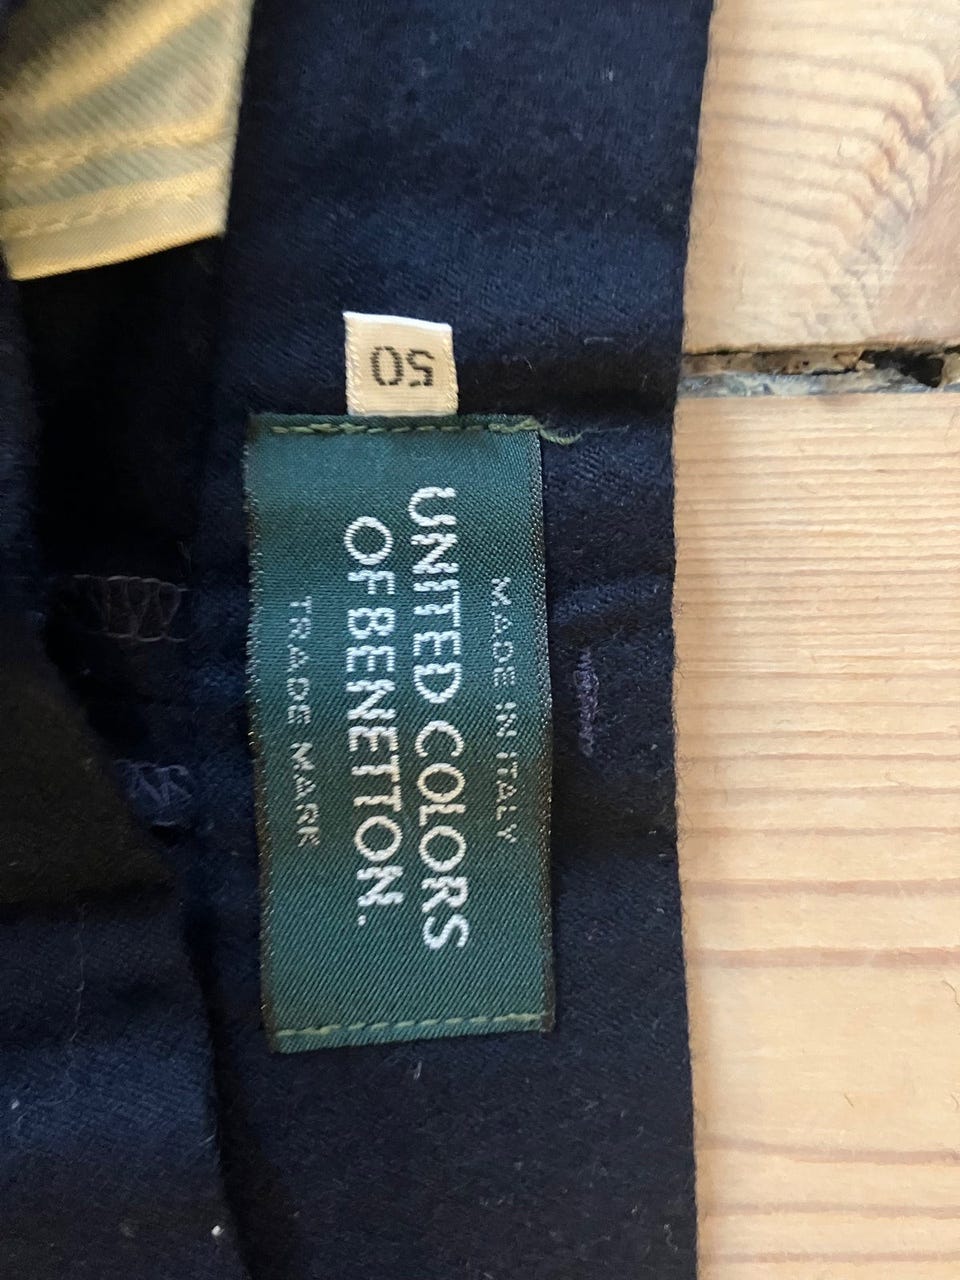 50
MADE IN ITALY
UNITED COLORS
OF BENETTON.
TRADE MARK